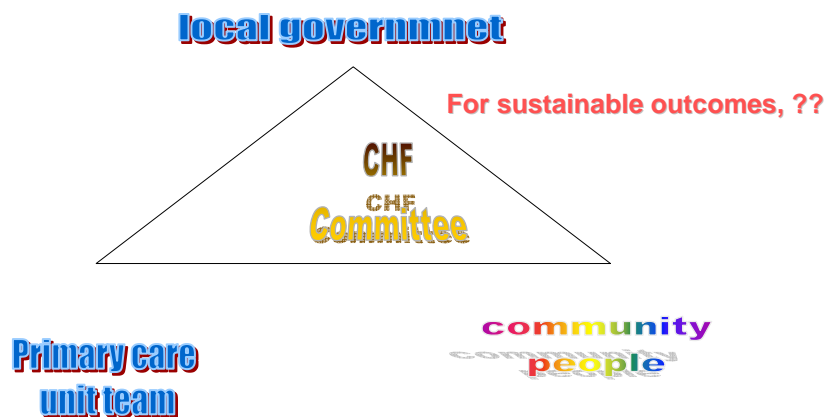 local governmnet
For sustainable outcomes, ??
CHF
CHF
Committee
community
people
Primary care
unit team